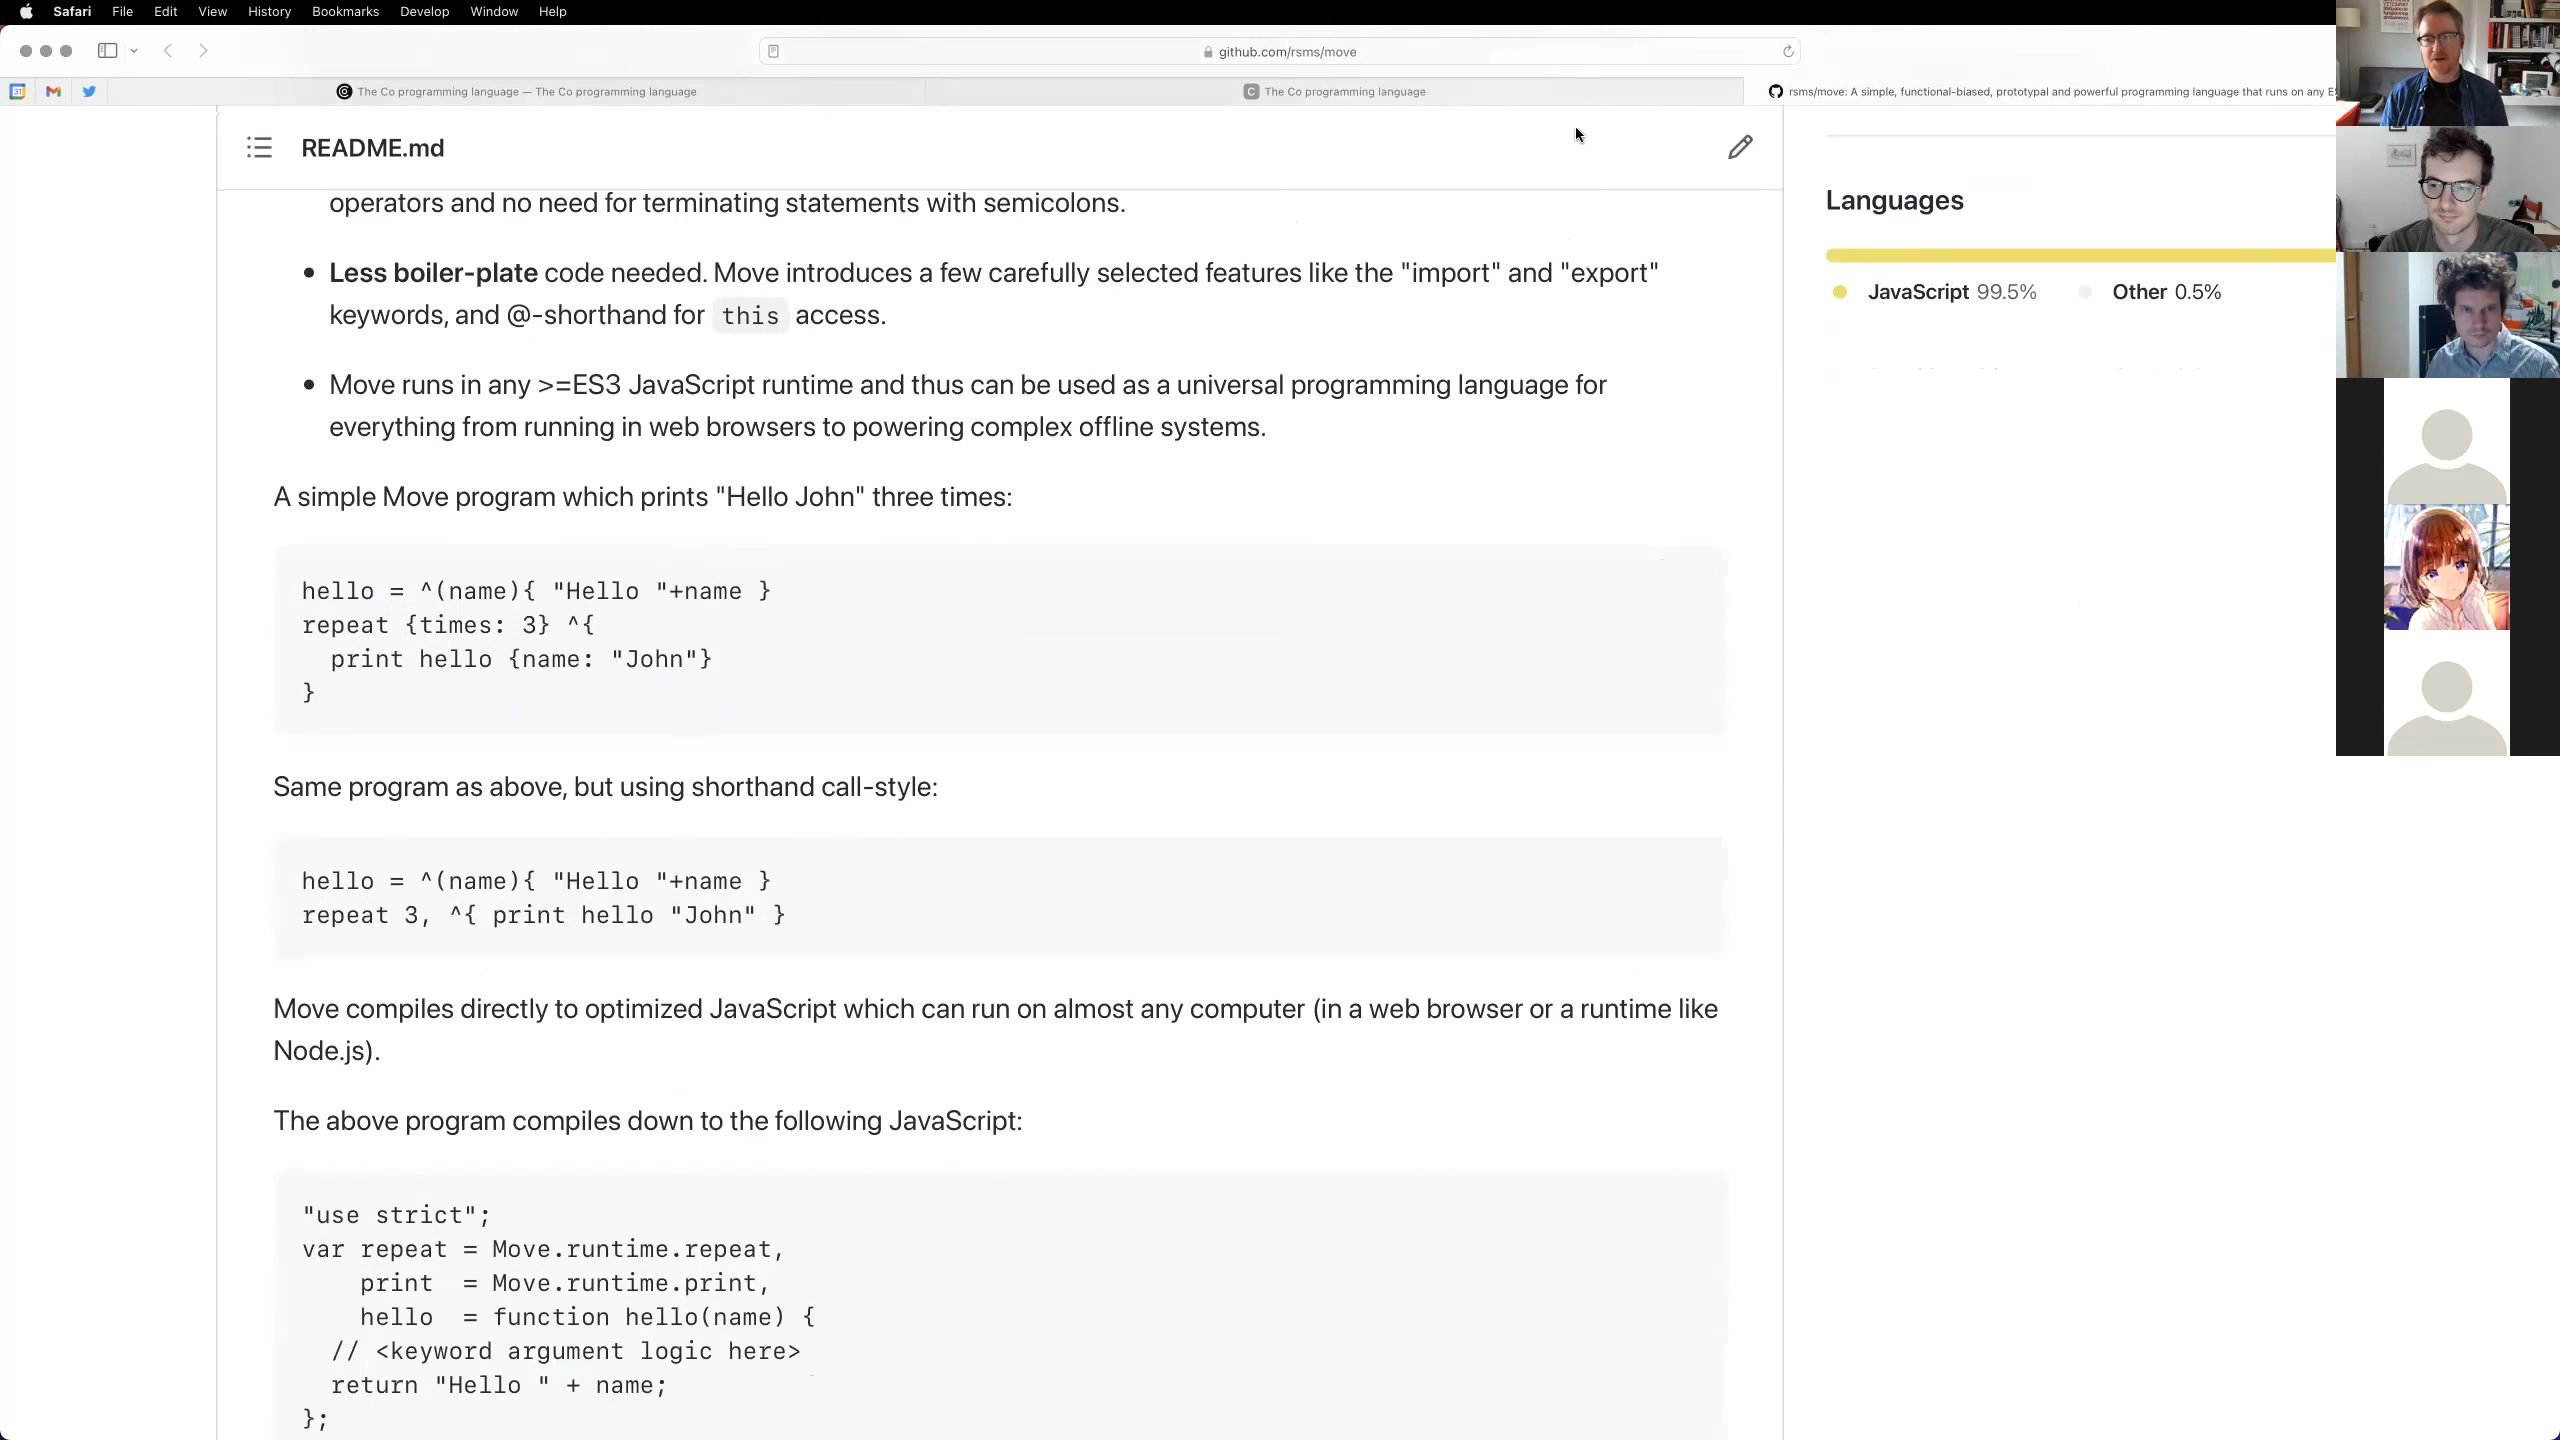 Safari File Edit View History Bookmarks Develop Window Help
github.com/rsms/move
The Co programming language — The Co programming language
The Co programming language
rsms/move: A simple, functional-biased, prototypal and powerful programming language that runs on any
README.md
operators and no need for terminating statements with semicolons.
Less boiler-plate code needed. Move introduces a few carefully selected features like the "import" and "export"
keywords, and @-shorthand for this access.
Move runs in any >=ES3 JavaScript runtime and thus can be used as a universal programming language for
everything from running in web browsers to powering complex offline systems.
A simple Move program which prints "Hello John" three times:
hello = ^(name){ "Hello "+name }
repeat {times: 3} ^{
  print hello {name: "John"}
}
Same program as above, but using shorthand call-style:
hello = ^(name){ "Hello "+name }
repeat 3, ^{ print hello "John" }
Move compiles directly to optimized JavaScript which can run on almost any computer (in a web browser or a runtime like
Node.js).
The above program compiles down to the following JavaScript:
"use strict";
var repeat = Move.runtime.repeat,
    print  = Move.runtime.print,
    hello  = function hello(name) {
  // <keyword argument logic here>
  return "Hello " + name;
};
Languages
JavaScript 99.5% Other 0.5%